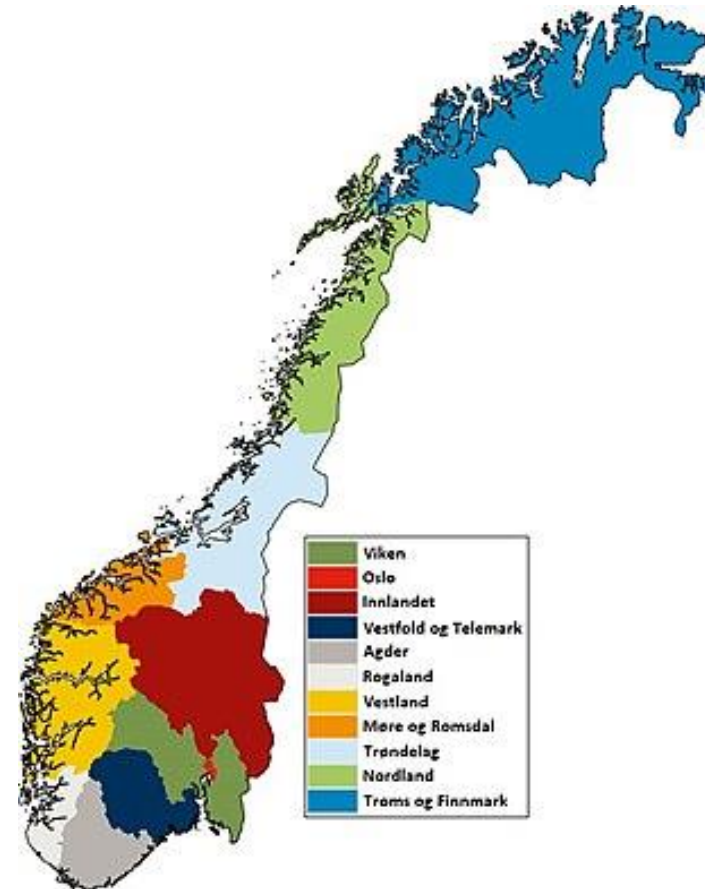 Viken
Oslo
Innlandet
Vestfold og Telemark
Agder
Rogaland
Vestland
Møre og Romsdal
Trøndelag
Nordland
Troms og Finnmark